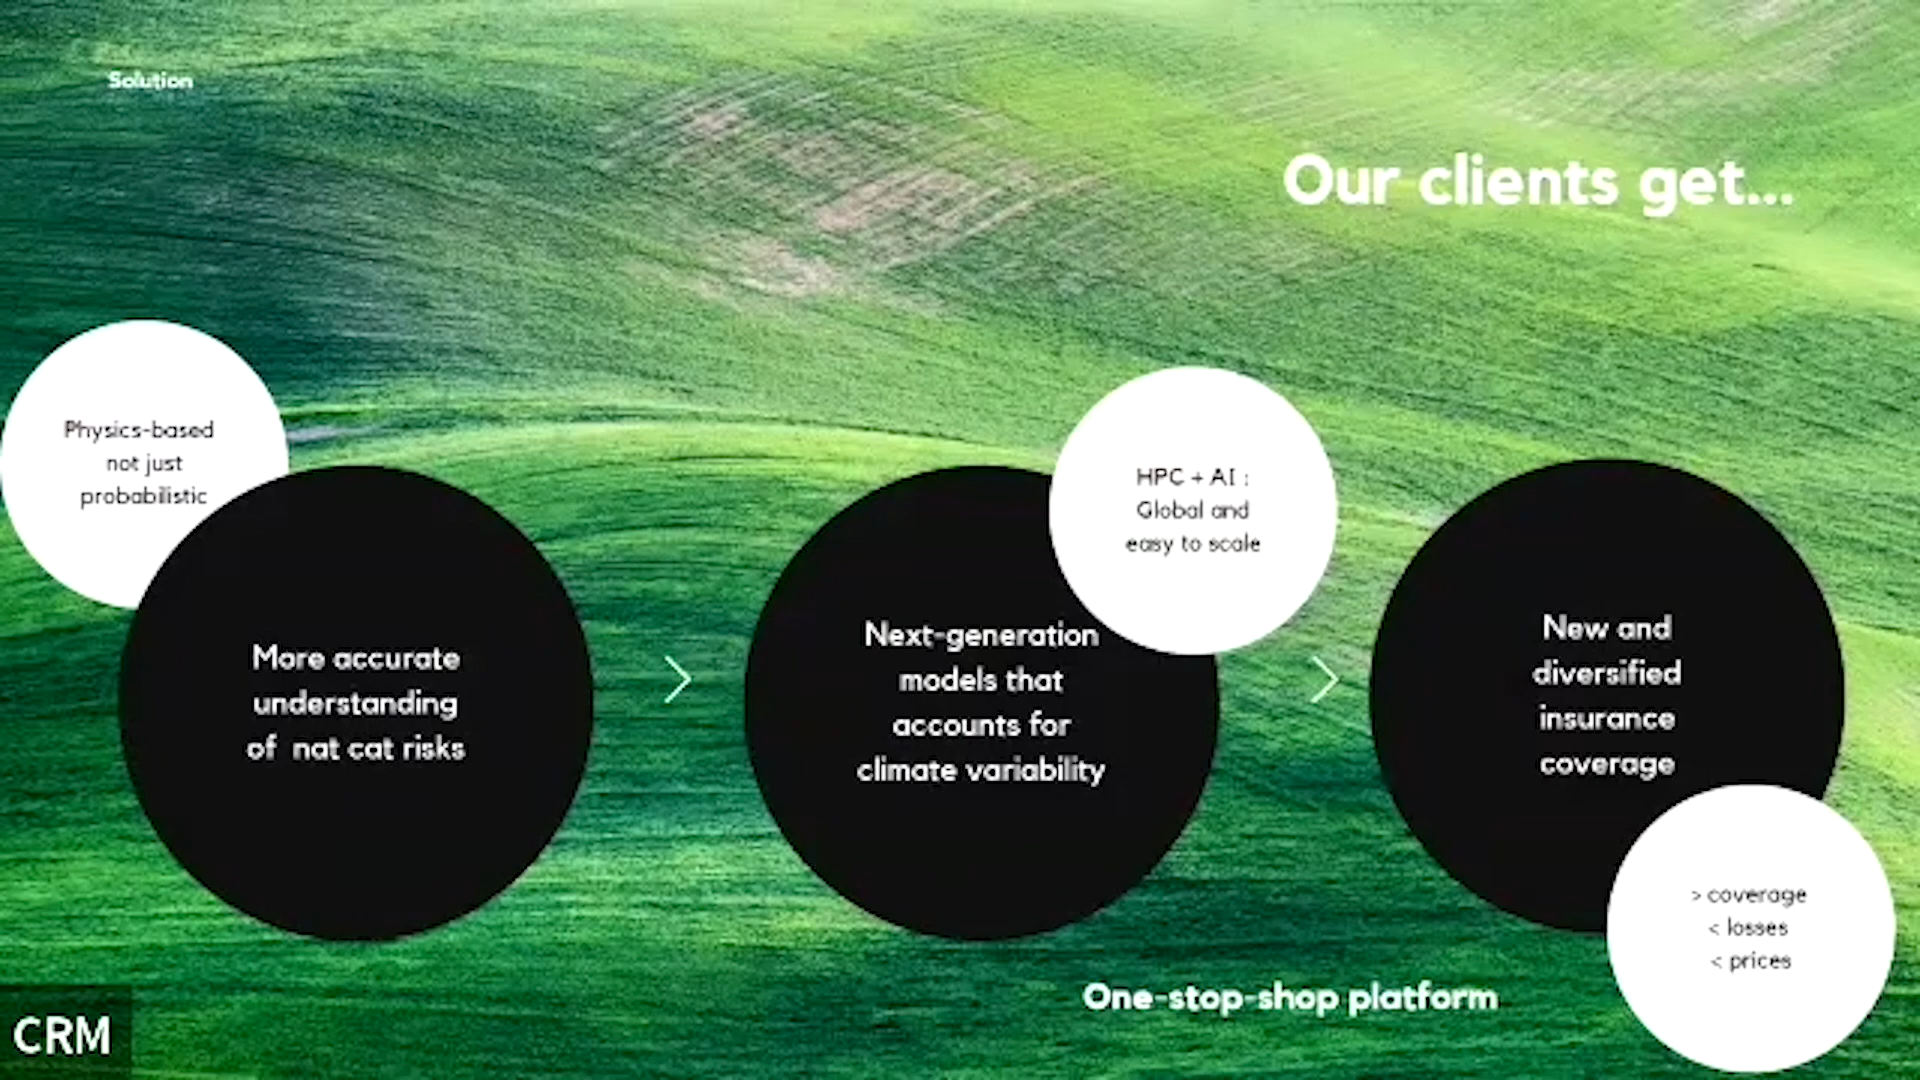 Solution
Our clients get...
Physics-based
not just
probabilistic
More accurate
understanding
of nat cat risks
HPC + AI :
Global and
easy to scale
Next-generation
models that
accounts for
climate variability
New and
diversified
insurance
coverage
> coverage
< losses
< prices
One-stop-shop platform
CRM